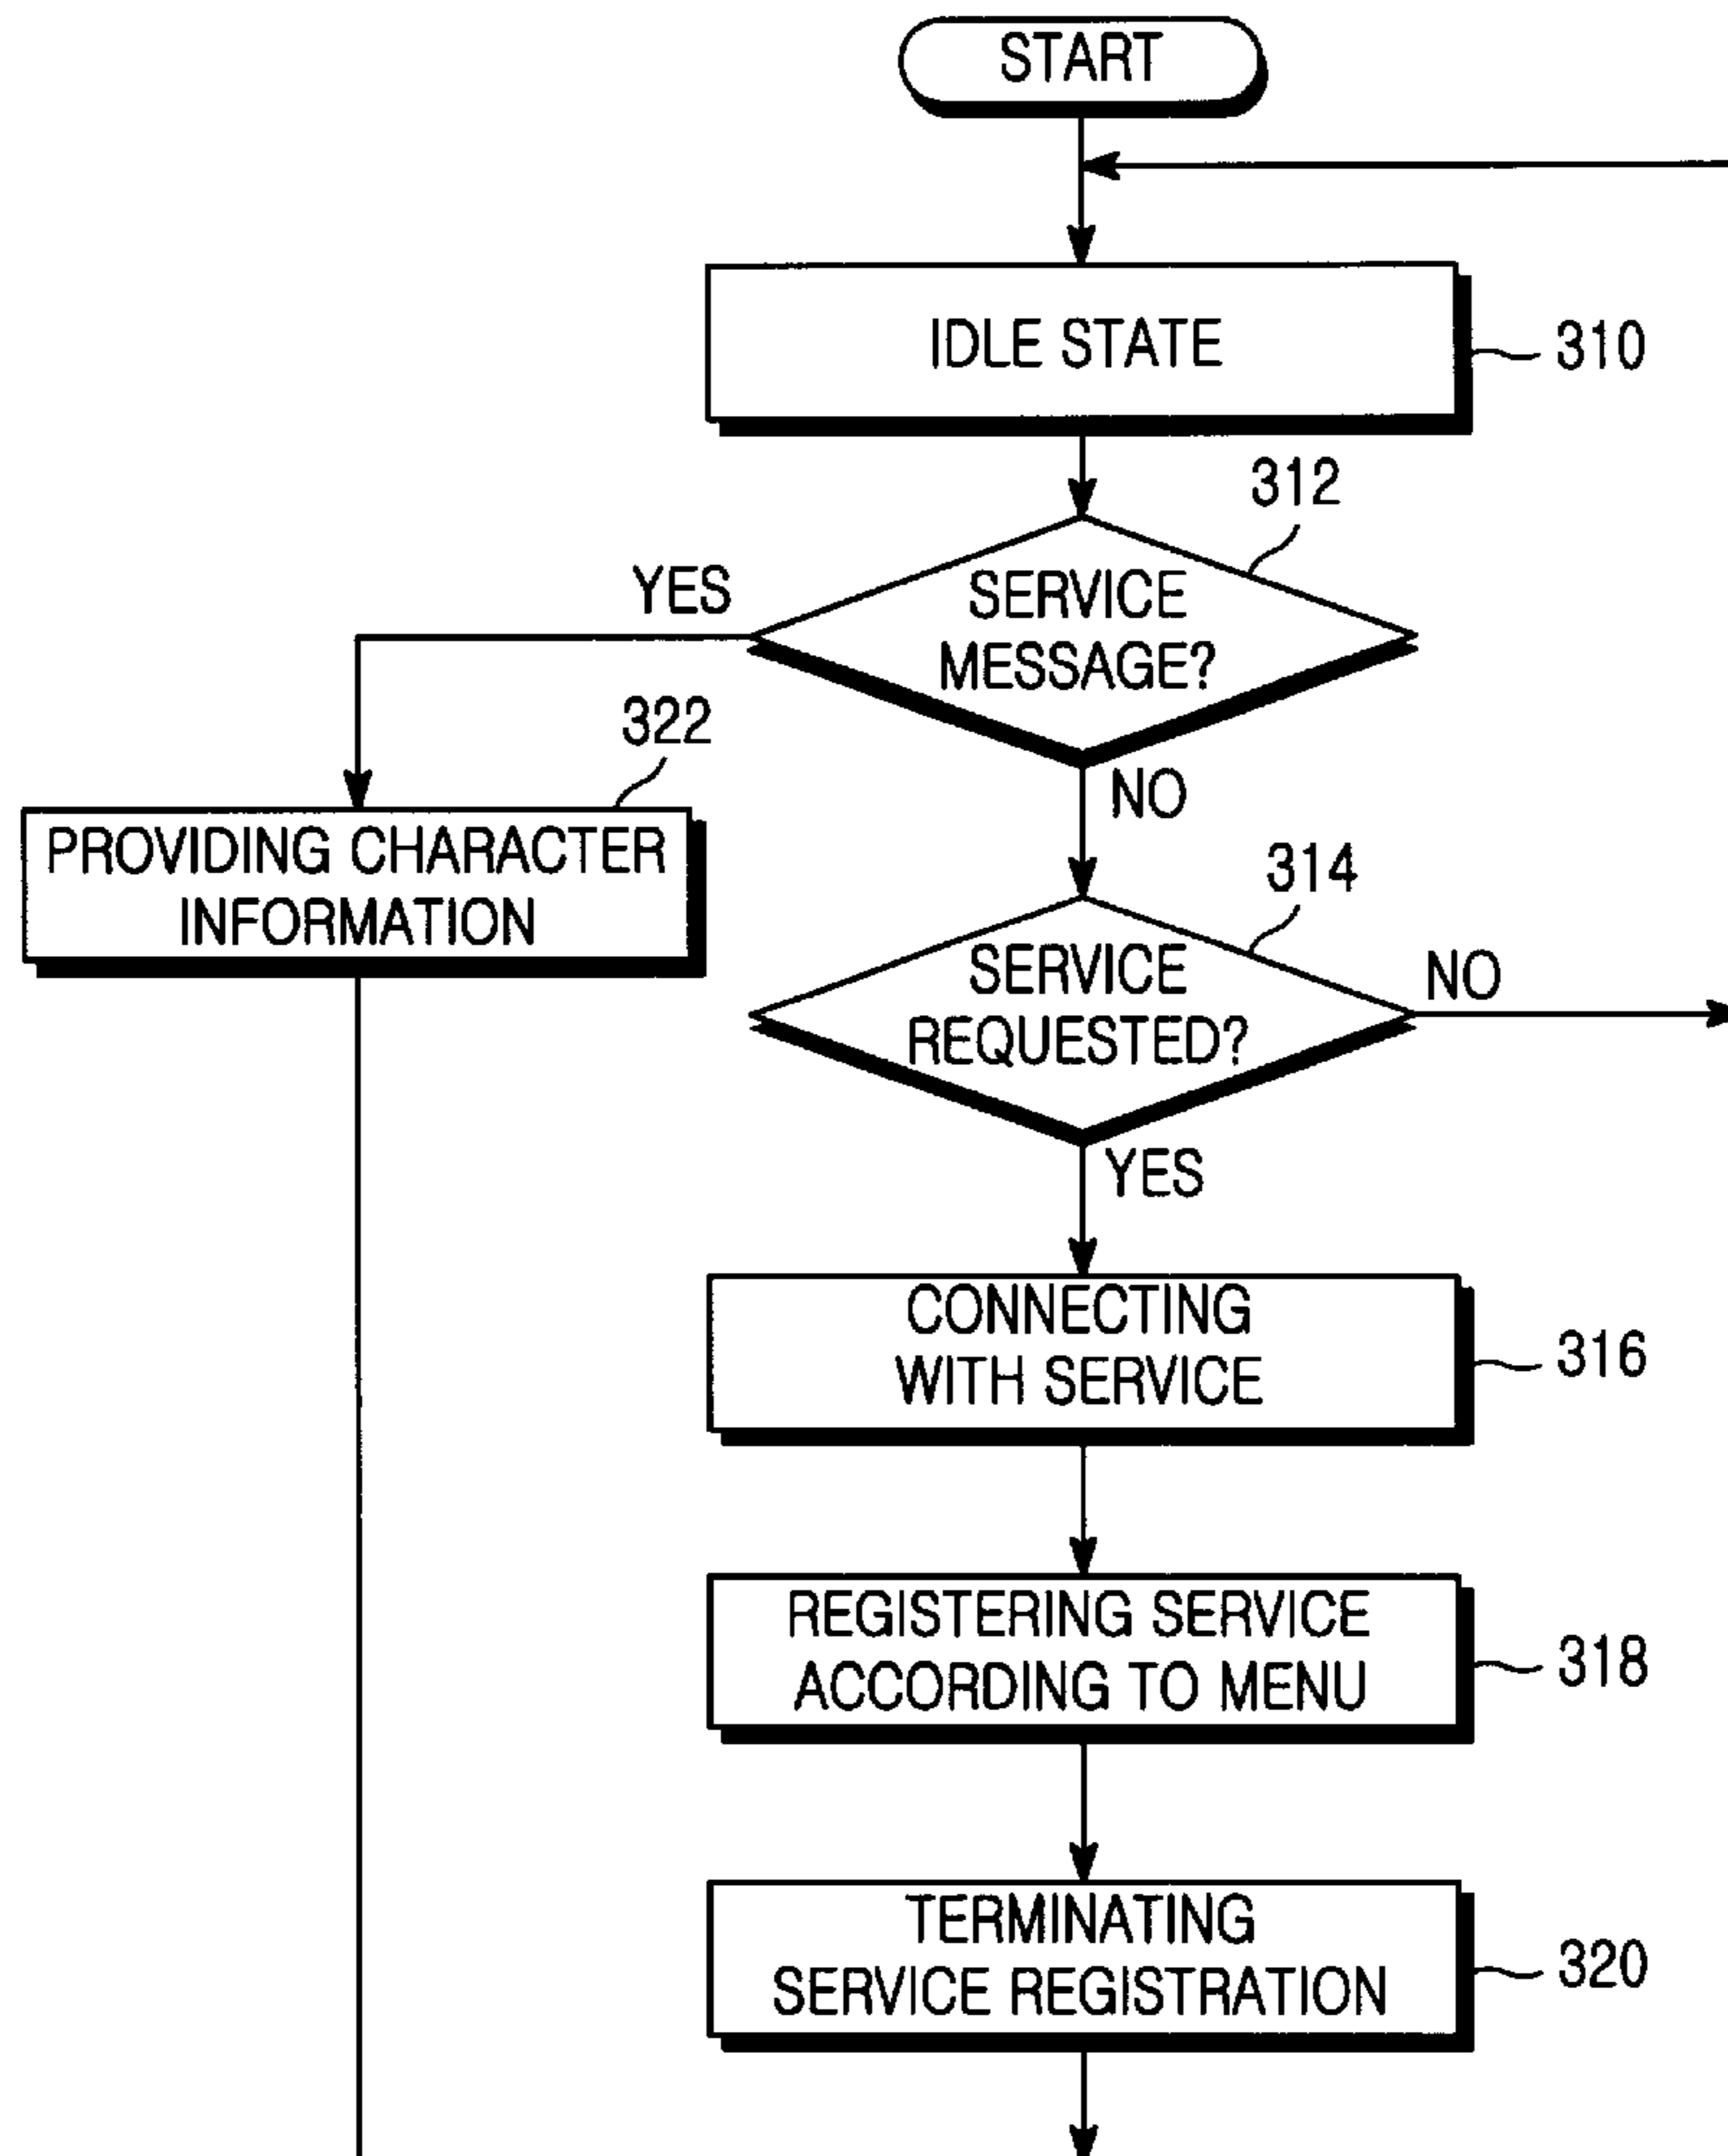 START
IDLE STATE
310
312
YES
SERVICE
MESSAGE?
322
NO
PROVIDING CHARACTER
INFORMATION
314
SERVICE
REQUESTED?
NO
YES
CONNECTING
WITH SERVICE
316
REGISTERING SERVICE
ACCORDING TO MENU
318
TERMINATING
SERVICE REGISTRATION
320